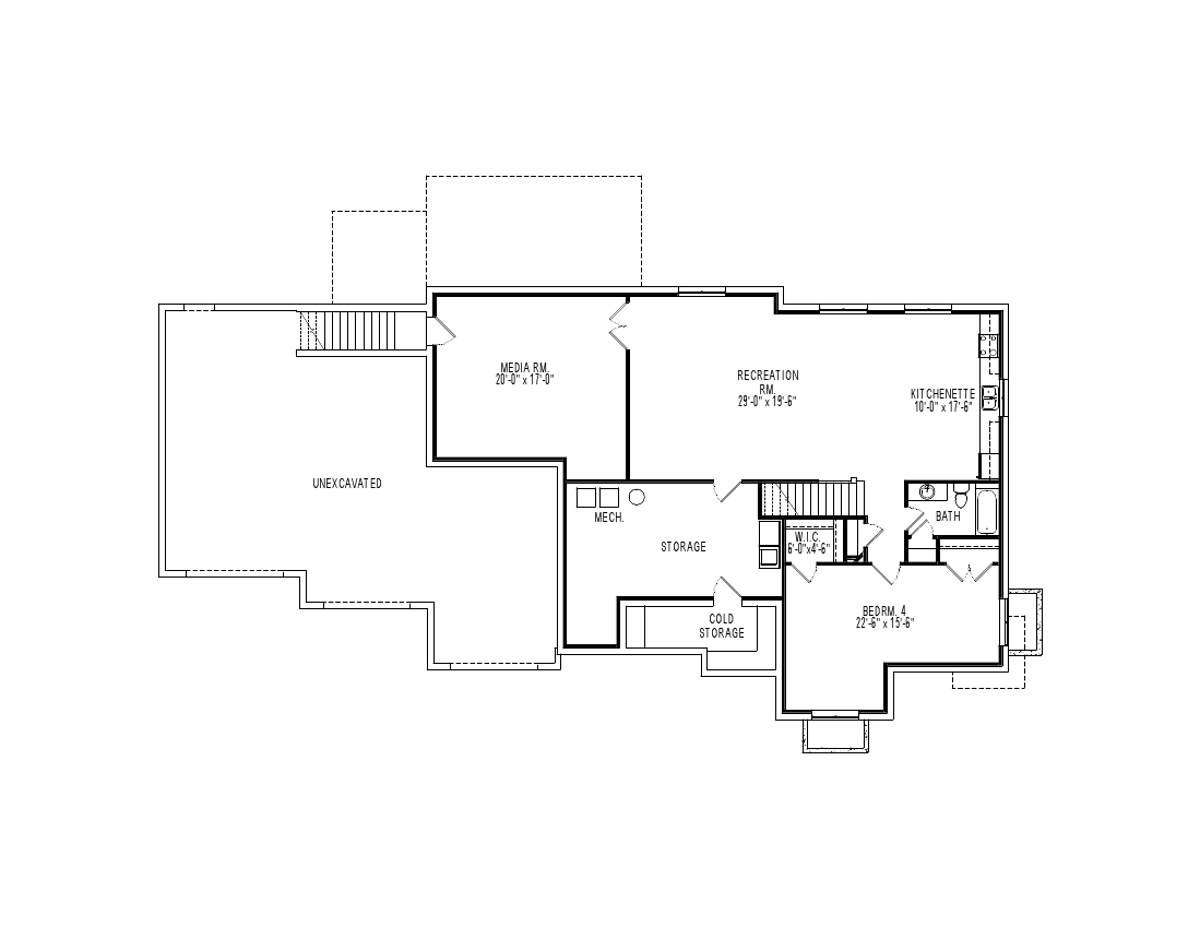 MEDIA RM.
20'-0" x 17'-0"
RECREATION
RM.
29'-0" x 19'-6"
KITCHENETTE
10'-0" x 17'-6"
UNEXCAVATED
MECH.
BATH
STORAGE
W.I.C.
6'-0"x4'-6"
COLD
STORAGE
BEDRM. 4
22'-6" x 15'-6"